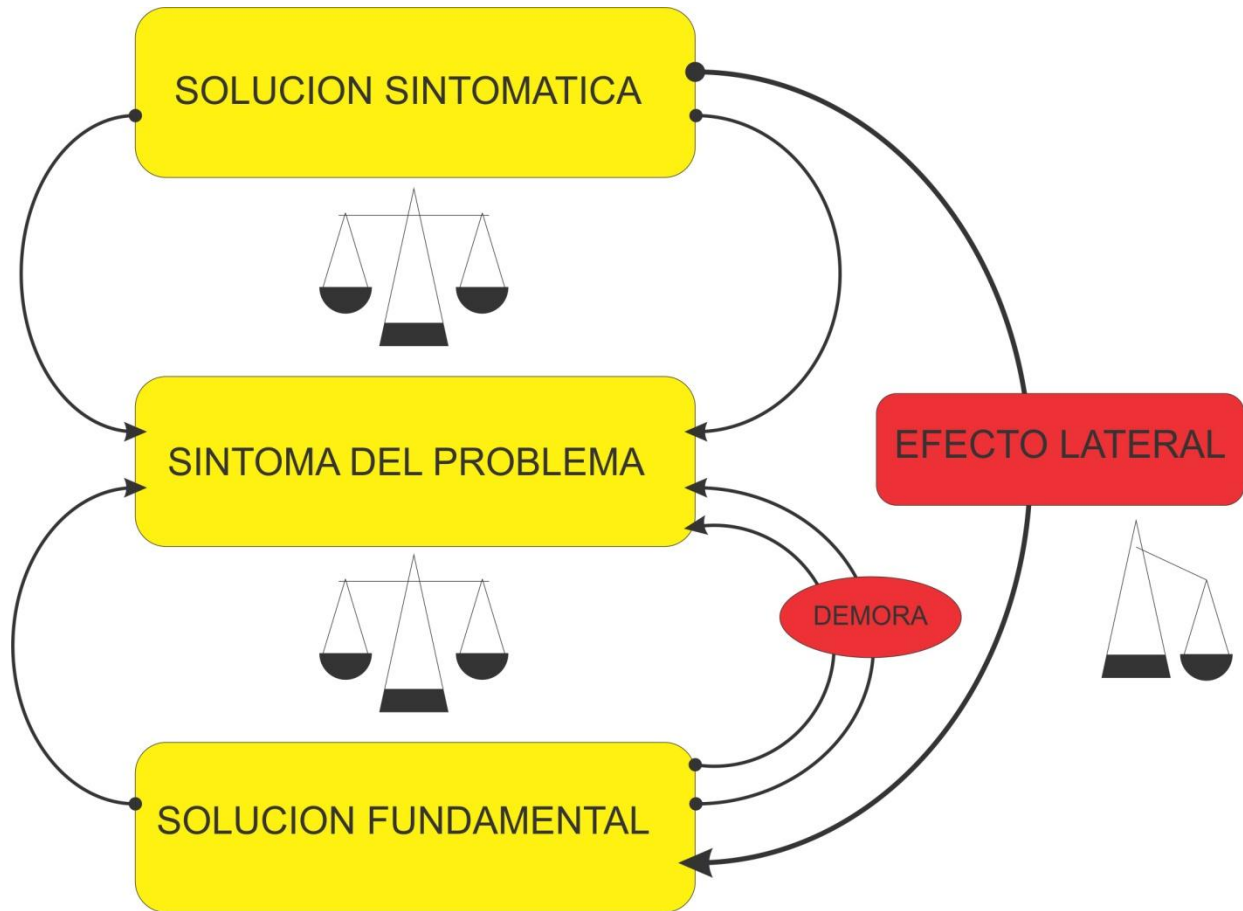 SOLUCION SINTOMATICA
SINTOMA DEL PROBLEMA
EFECTO LATERAL
DEMORA
SOLUCION FUNDAMENTAL